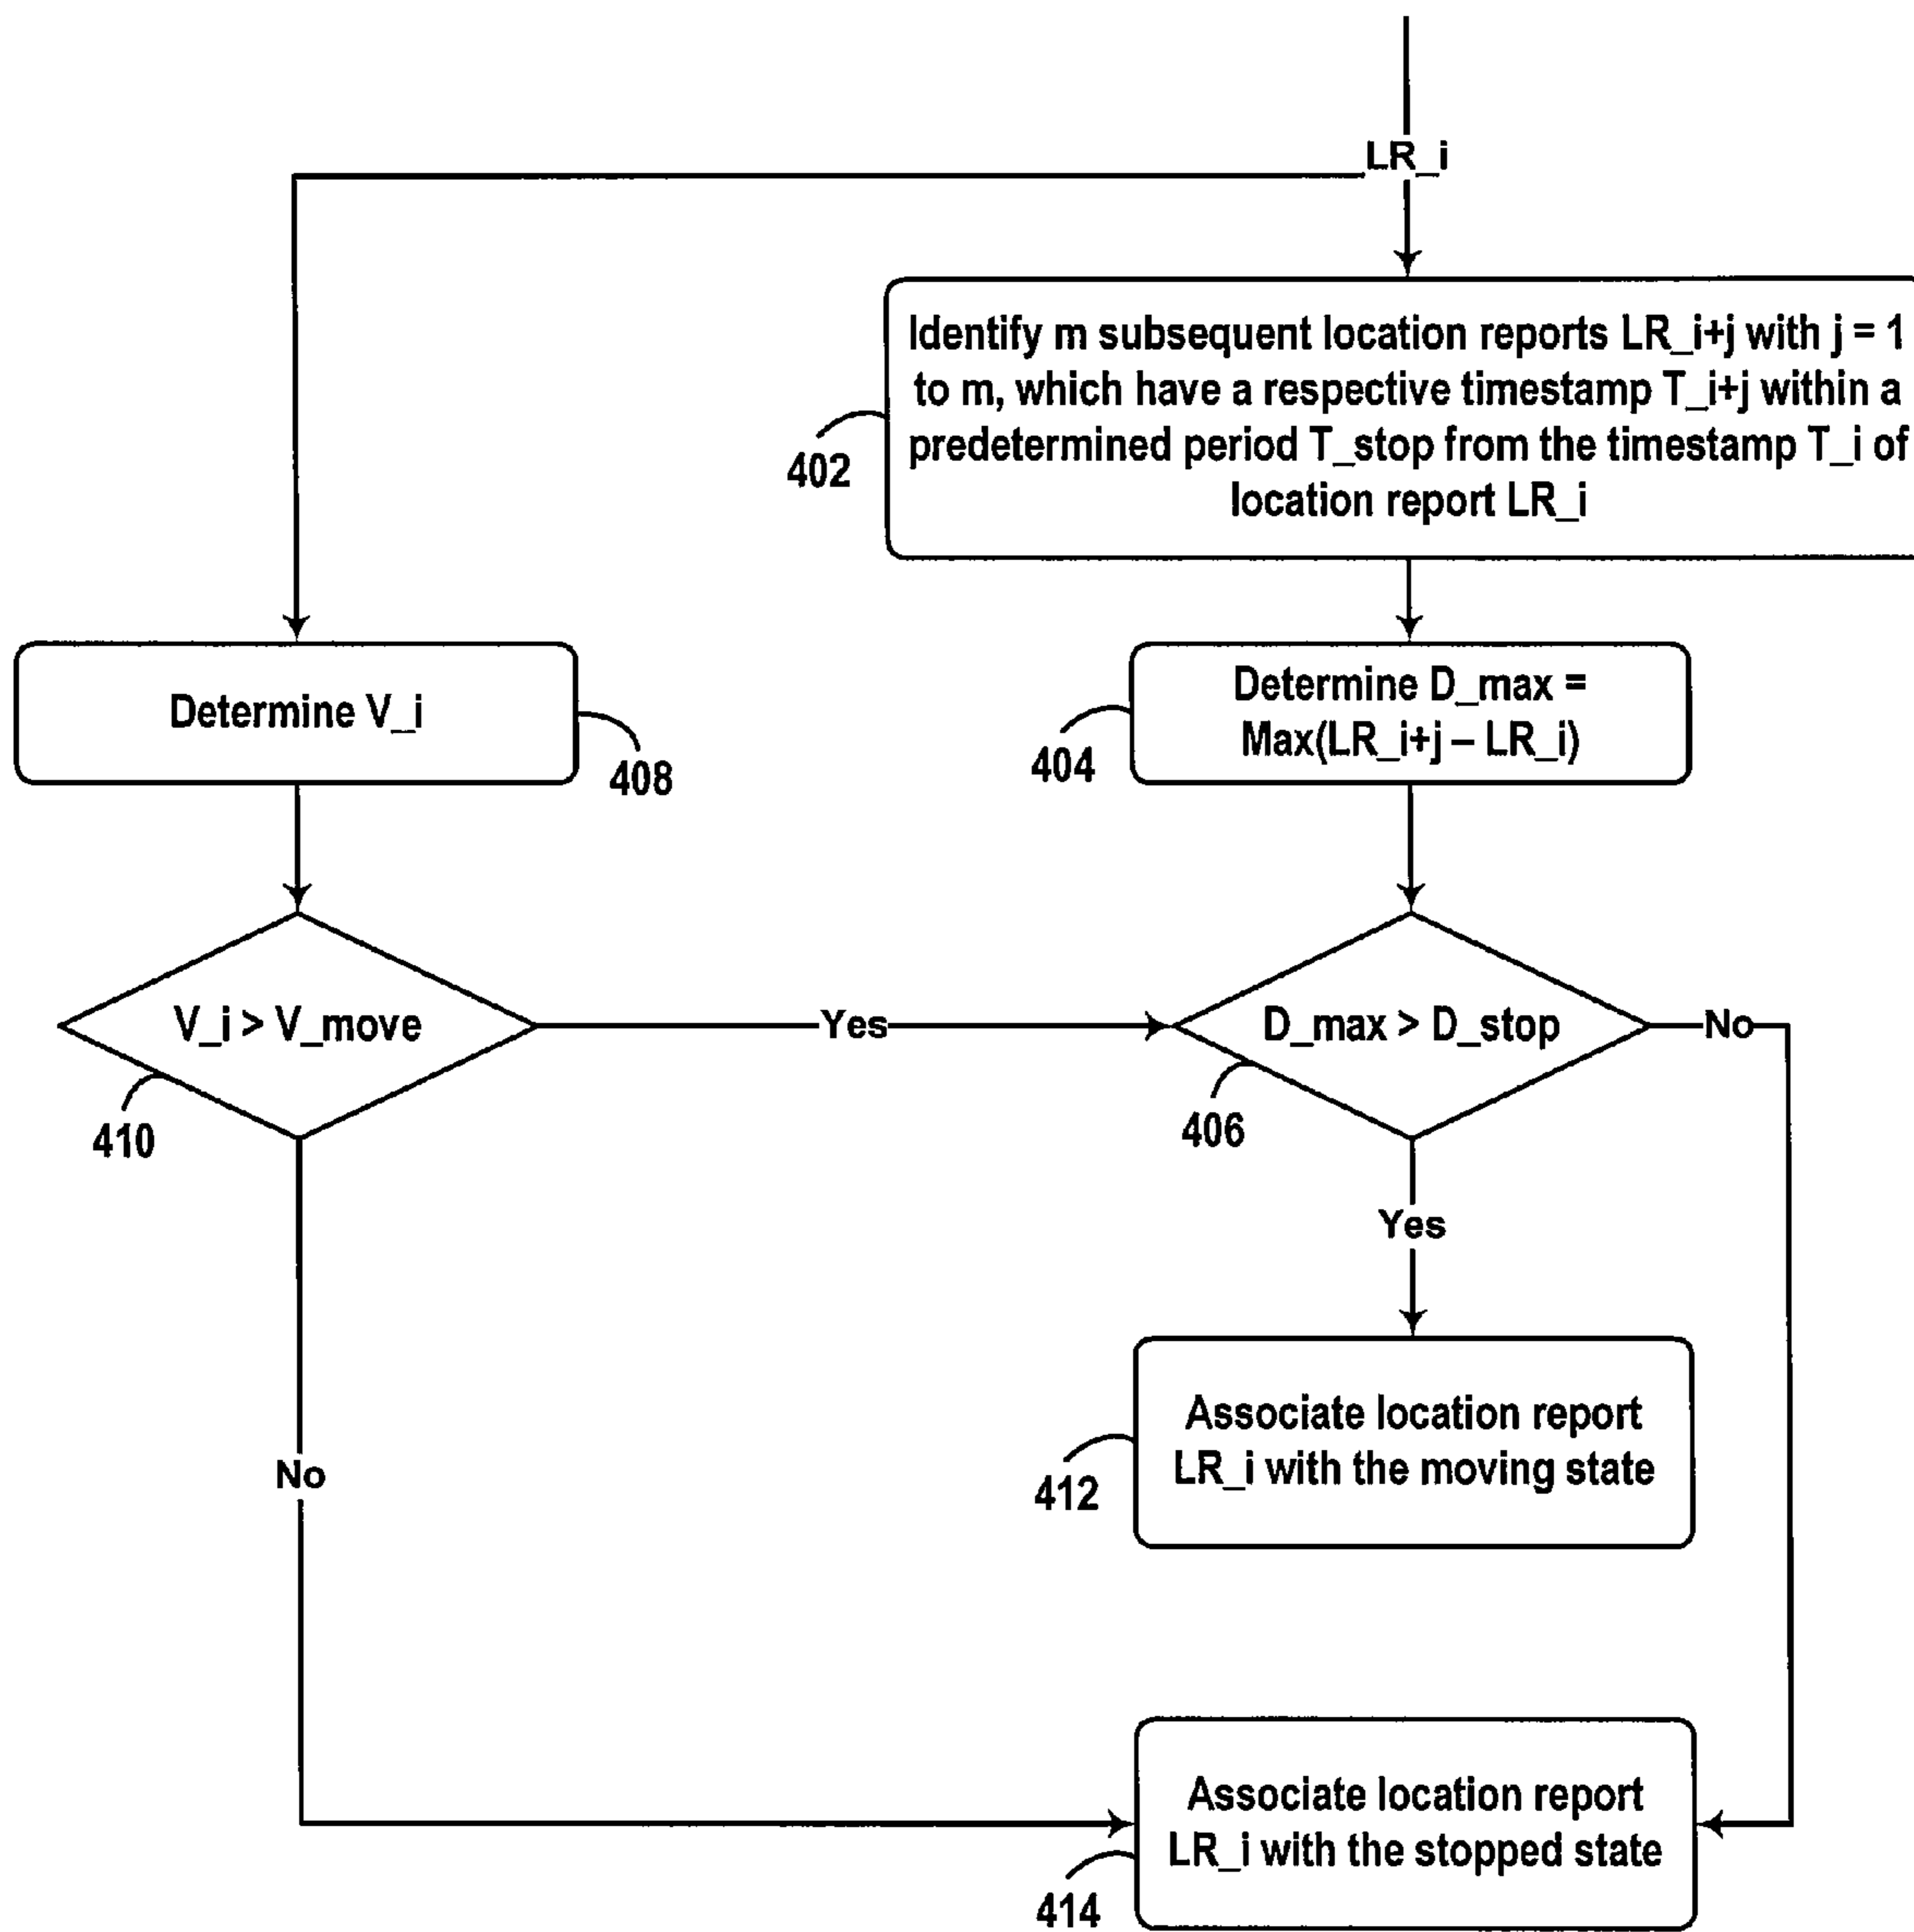 LR_i
Identify m subsequent location reports LR_i+j with j = 1
to m, which have a respective timestamp T_i+j within a
predetermined period T_stop from the timestamp T_i of
location report LR_i
402
Determine V_i
408
Determine D_max =
Max(LR_i+j – LR_i)
404
V_i > V_move
410
Yes
D_max > D_stop
406
No
Yes
Associate location report
LR_i with the moving state
412
No
Associate location report
LR_i with the stopped state
414